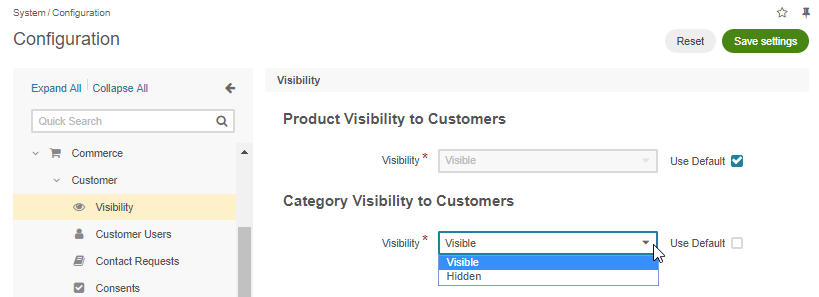 System / Configuration
Configuration
Reset
Save settings
Expand All
Collapse All
Quick Search
Commerce
Customer
Visibility
Customer Users
Contact Requests
Consents
Visibility
Product Visibility to Customers
Visibility * Visible Use Default
Category Visibility to Customers
Visibility * Visible Use Default
Visible
Hidden